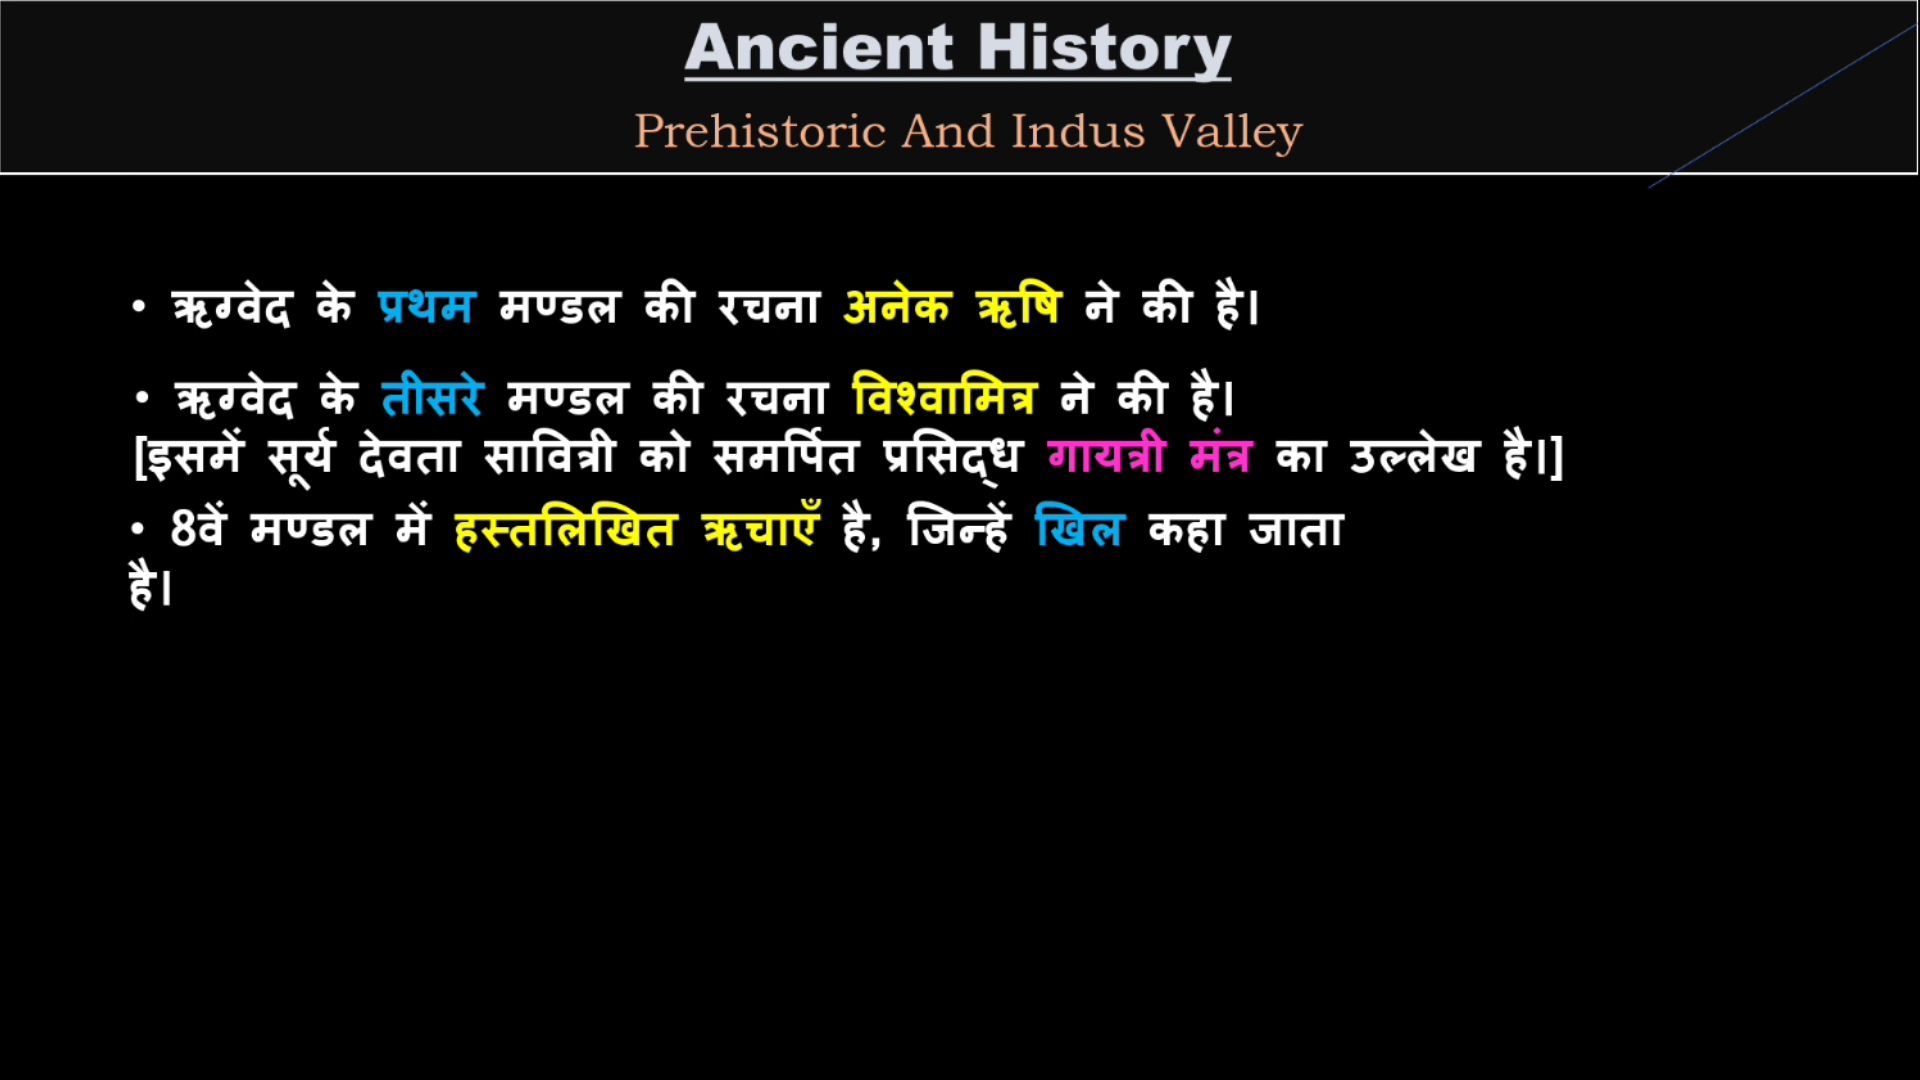 Ancient History
Prehistoric And Indus Valley
• ऋग्वेद के प्रथम मण्डल की रचना अनेक ऋषि ने की है।
• ऋग्वेद के तीसरे मण्डल की रचना विश्वामित्र ने की है।
[इसमें सूर्य देवता सावित्री को समर्पित प्रसिद्ध गायत्री मंत्र का उल्लेख है।]
• 8वें मण्डल में हस्तलिखित ऋचाएँ है, जिन्हें खिल कहा जाता
है।